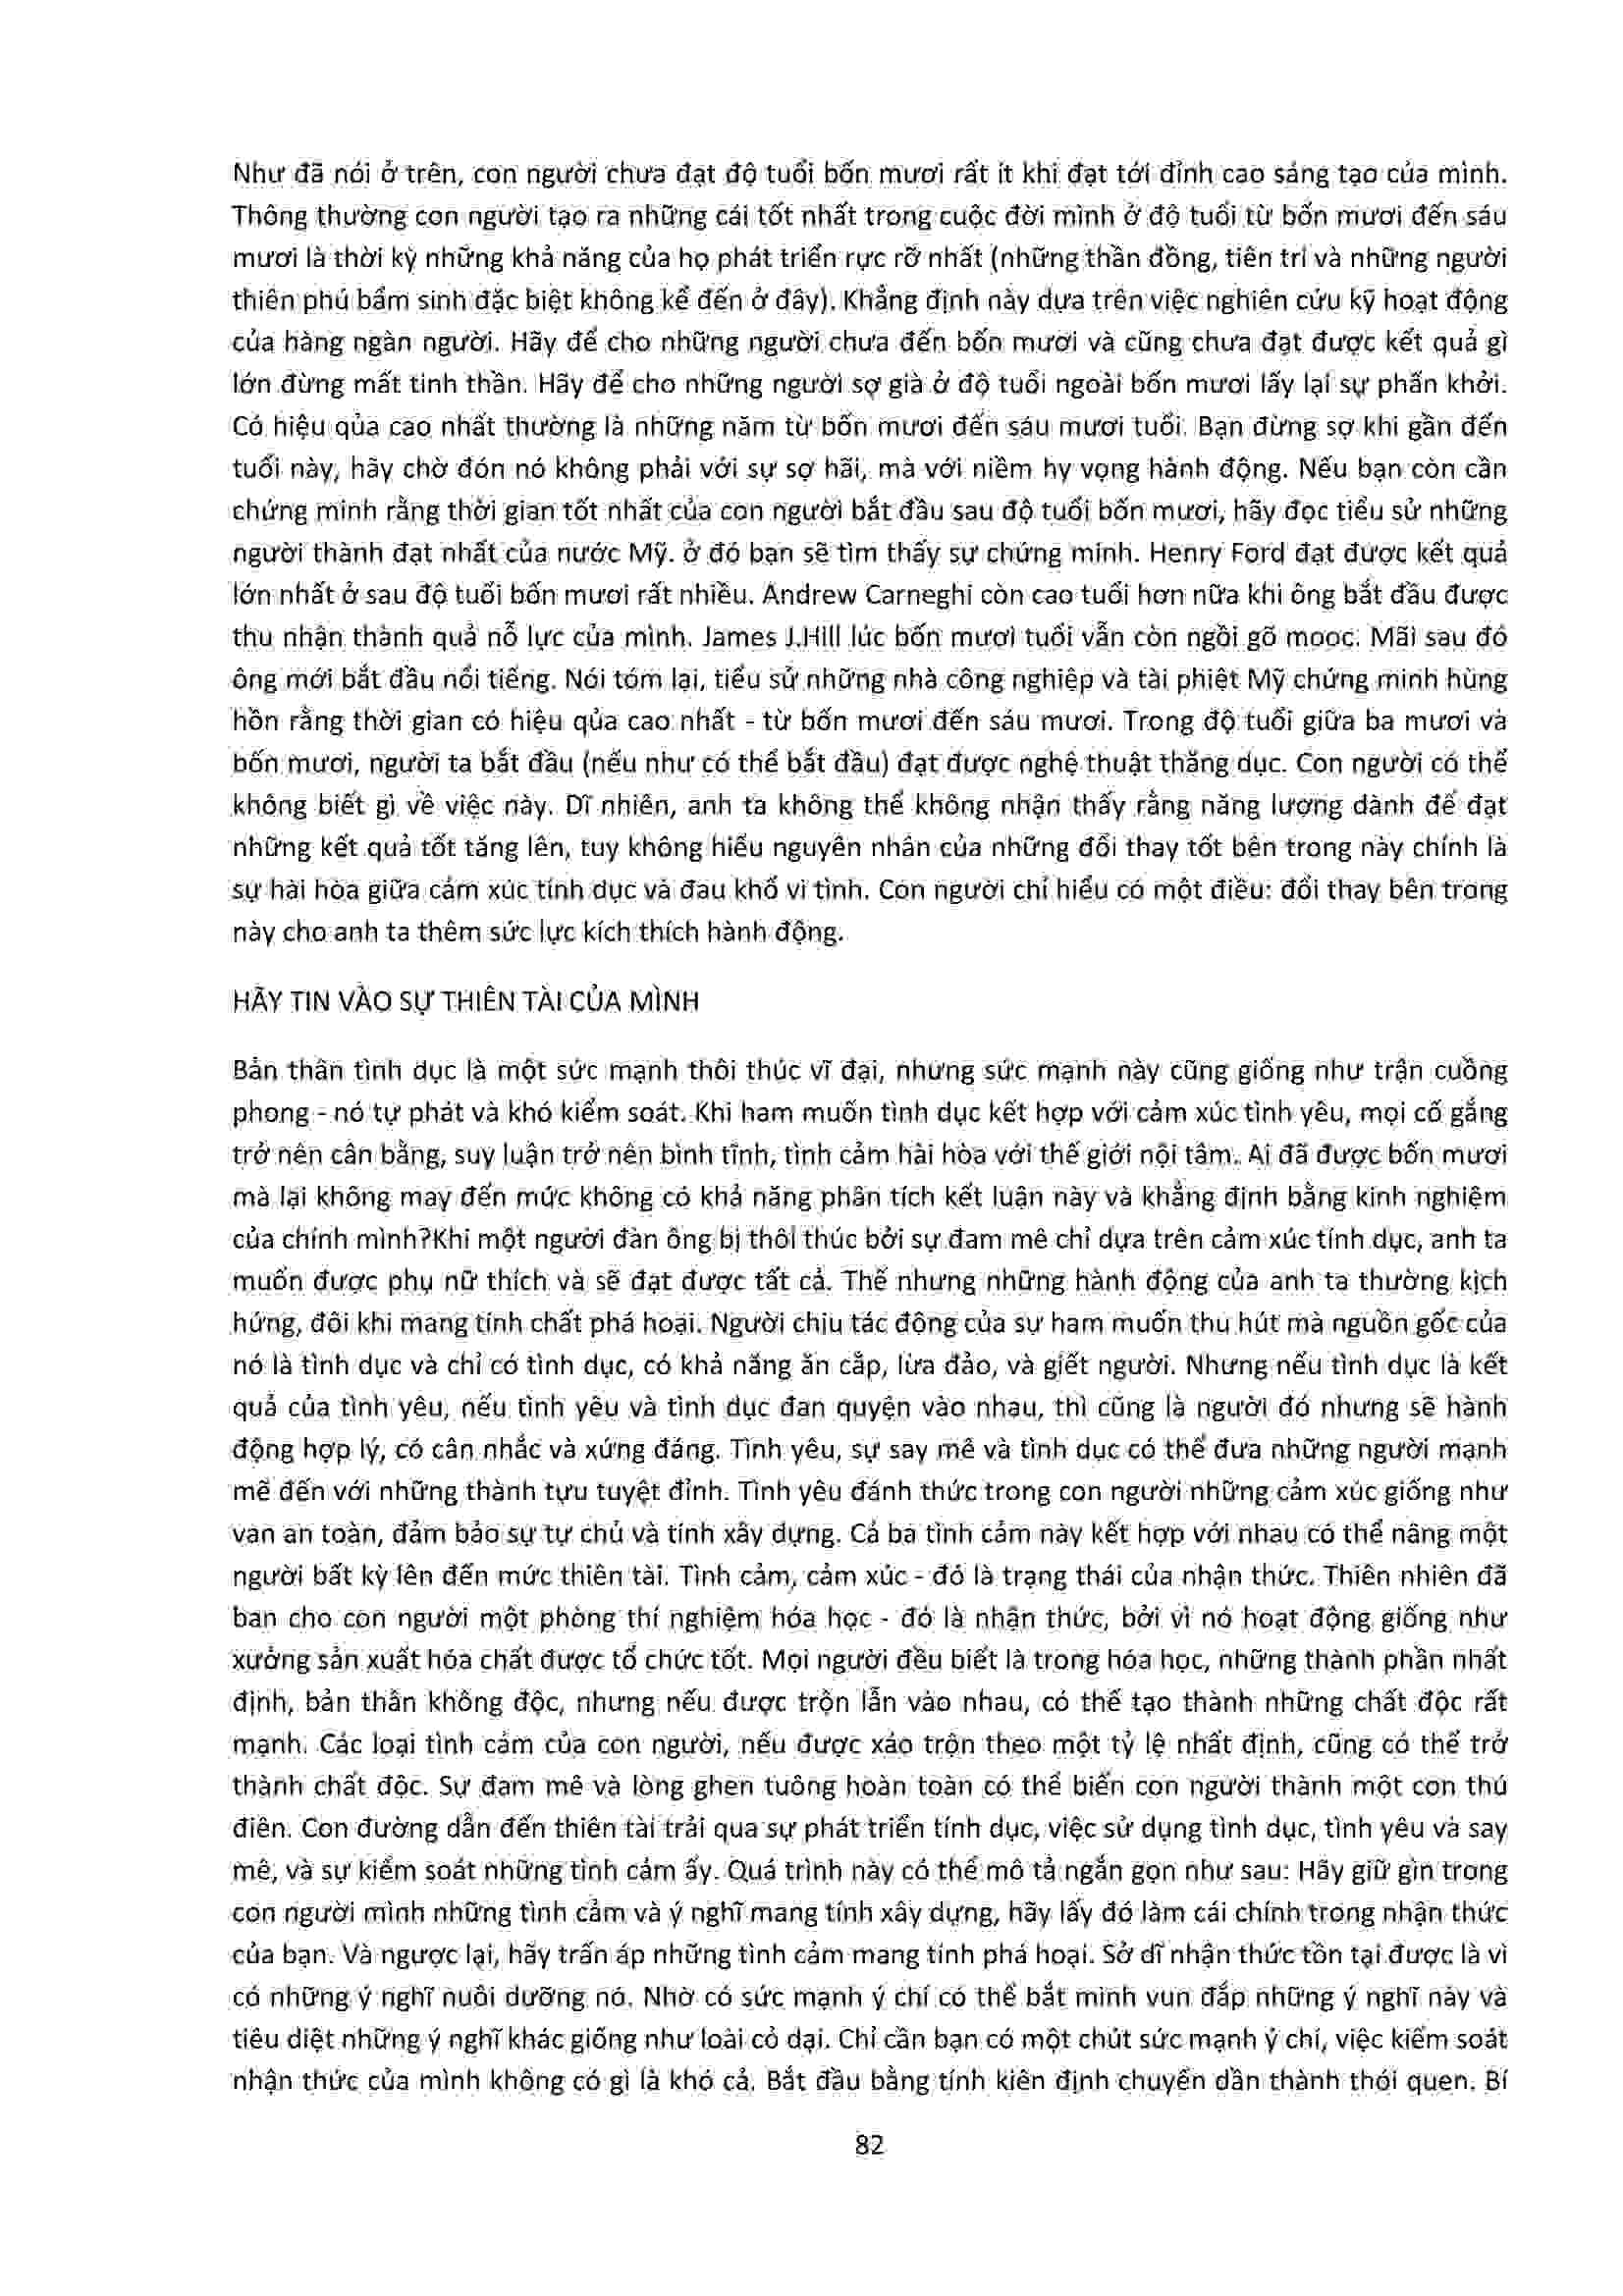 Như đã nói ở trên, con người chưa đạt độ tuổi bốn mươi rất ít khi đạt tới đỉnh cao sáng tạo của mình.
Thông thường con người tạo ra những cái tốt nhất trong cuộc đời mình ở độ tuổi từ bốn mươi đến sáu
mươi là thời kỳ những khả năng của họ phát triển rực rỡ nhất (những thần đồng, tiên tri và những người
thiên phú bẩm sinh đặc biệt không kể đến ở đây). Khẳng định này dựa trên việc nghiên cứu kỹ hoạt động
của hàng ngàn người. Hãy để cho những người chưa đến bốn mươi và cũng chưa đạt được kết quả gì
lớn đừng mất tinh thần. Hãy để cho những người sợ già ở độ tuổi ngoài bốn mươi lấy lại sự phấn khởi.
Có hiệu qủa cao nhất thường là những năm từ bốn mươi đến sáu mươi tuổi. Bạn đừng sợ khi gần đến
tuổi này, hãy chờ đón nó không phải với sự sợ hãi, mà với niềm hy vọng hành động. Nếu bạn còn cần
chứng minh rằng thời gian tốt nhất của con người bắt đầu sau độ tuổi bốn mươi, hãy đọc tiểu sử những
người thành đạt nhất của nước Mỹ. ở đó bạn sẽ tìm thấy sự chứng minh. Henry Ford đạt được kết quả
lớn nhất ở sau độ tuổi bốn mươi rất nhiều. Andrew Carneghi còn cao tuổi hơn nữa khi ông bắt đầu được
thu nhận thành quả nỗ lực của mình. James J.Hill lúc bốn mươi tuổi vẫn còn ngồi gõ mooc. Mãi sau đó
ông mới bắt đầu nổi tiếng. Nói tóm lại, tiểu sử những nhà công nghiệp và tài phiệt Mỹ chứng minh hùng
hồn rằng thời gian có hiệu qủa cao nhất - từ bốn mươi đến sáu mươi. Trong độ tuổi giữa ba mươi và
bốn mươi, người ta bắt đầu (nếu như có thể bắt đầu) đạt được nghệ thuật thăng dục. Con người có thể
không biết gì về việc này. Dĩ nhiên, anh ta không thể không nhận thấy rằng năng lượng dành để đạt
những kết quả tốt tăng lên, tuy không hiểu nguyên nhân của những đổi thay tốt bên trong này chính là
sự hài hòa giữa cảm xúc tính dục và đau khổ vì tình. Con người chỉ hiểu có một điều: đổi thay bên trong
này cho anh ta thêm sức lực kích thích hành động.
HÃY TIN VÀO SỰ THIÊN TÀI CỦA MÌNH
Bản thân tình dục là một sức mạnh thôi thúc vĩ đại, nhưng sức mạnh này cũng giống như trận cuồng
phong - nó tự phát và khó kiểm soát. Khi ham muốn tình dục kết hợp với cảm xúc tình yêu, mọi cố gắng
trở nên cân bằng, suy luận trở nên bình tĩnh, tình cảm hài hòa với thế giới nội tâm. Ai đã được bốn mươi
mà lại không may đến mức không có khả năng phân tích kết luận này và khẳng định bằng kinh nghiệm
của chính mình?Khi một người đàn ông bị thôi thúc bởi sự đam mê chỉ dựa trên cảm xúc tính dục, anh ta
muốn được phụ nữ thích và sẽ đạt được tất cả. Thế nhưng những hành động của anh ta thường kịch
hứng, đôi khi mang tính chất phá hoại. Người chịu tác động của sự ham muốn thu hút mà nguồn gốc của
nó là tình dục và chỉ có tình dục, có khả năng ăn cắp, lừa đảo, và giết người. Nhưng nếu tình dục là kết
quả của tình yêu, nếu tình yêu và tình dục đan quyện vào nhau, thì cũng là người đó nhưng sẽ hành
động hợp lý, có cân nhắc và xứng đáng. Tình yêu, sự say mê và tình dục có thể đưa những người mạnh
mẽ đến với những thành tựu tuyệt đỉnh. Tình yêu đánh thức trong con người những cảm xúc giống như
van an toàn, đảm bảo sự tự chủ và tính xây dựng. Cả ba tình cảm này kết hợp với nhau có thể nâng một
người bất kỳ lên đến mức thiên tài. Tình cảm, cảm xúc - đó là trạng thái của nhận thức. Thiên nhiên đã
ban cho con người một phòng thí nghiệm hóa học - đó là nhận thức, bởi vì nó hoạt động giống như
xưởng sản xuất hóa chất được tổ chức tốt. Mọi người đều biết là trong hóa học, những thành phần nhất
định, bản thân không độc, nhưng nếu được trộn lẫn vào nhau, có thể tạo thành những chất độc rất
mạnh. Các loại tình cảm của con người, nếu được xáo trộn theo một tỷ lệ nhất định, cũng có thể trở
thành chất độc. Sự đam mê và lòng ghen tuông hoàn toàn có thể biến con người thành một con thú
điên. Con đường dẫn đến thiên tài trải qua sự phát triển tính dục, việc sử dụng tình dục, tình yêu và say
mê, và sự kiểm soát những tình cảm ấy. Quá trình này có thể mô tả ngắn gọn như sau: Hãy giữ gìn trong
con người mình những tình cảm và ý nghĩ mang tính xây dựng, hãy lấy đó làm cái chính trong nhận thức
của bạn. Và ngược lại, hãy trấn áp những tình cảm mang tính phá hoại. Sở dĩ nhận thức tồn tại được là vì
có những ý nghĩ nuôi dưỡng nó. Nhờ có sức mạnh ý chí có thể bắt mình vun đắp những ý nghĩ này và
tiêu diệt những ý nghĩ khác giống như loài cỏ dại. Chỉ cần bạn có một chút sức mạnh ý chí, việc kiểm soát
nhận thức của mình không có gì là khó cả. Bắt đầu bằng tính kiên định chuyển dần thành thói quen. Bí
82